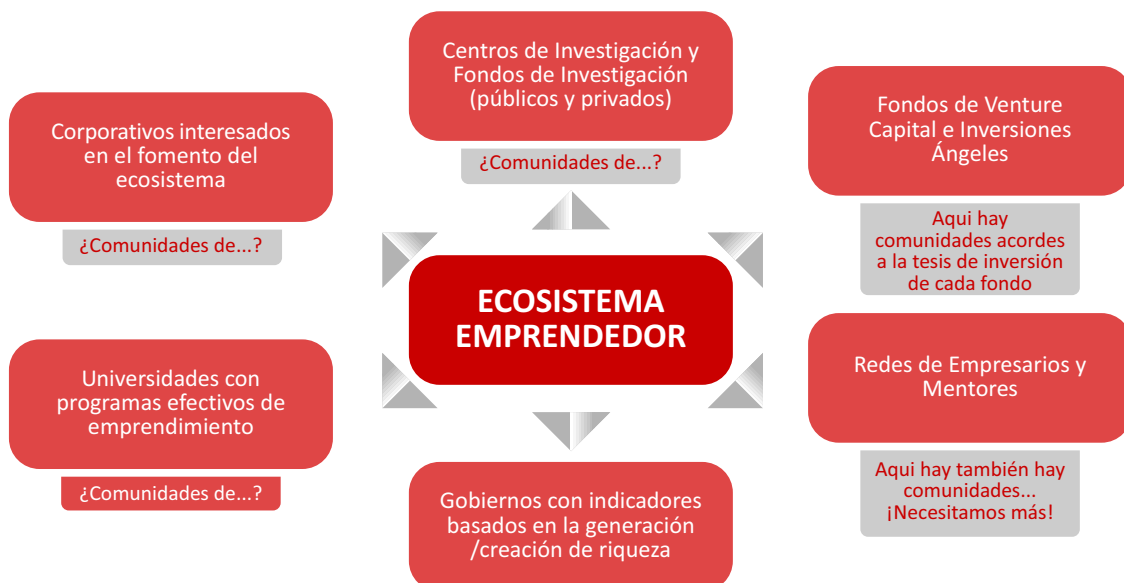 Centros de Investigación y
Fondos de Investigación
(públicos y privados)
¿Comunidades de...?
Corporativos interesados
en el fomento del
ecosistema
¿Comunidades de...?
Fondos de Venture
Capital e Inversiones
Ángeles
Aqui hay
comunidades acordes
a la tesis de inversión
de cada fondo
ECOSISTEMA
EMPRENDEDOR
Universidades con
programas efectivos de
emprendimiento
¿Comunidades de...?
Redes de Empresarios y
Mentores
Aqui hay también hay
comunidades...
¡Necesitamos más!
Gobiernos con indicadores
basados en la generación
/creación de riqueza